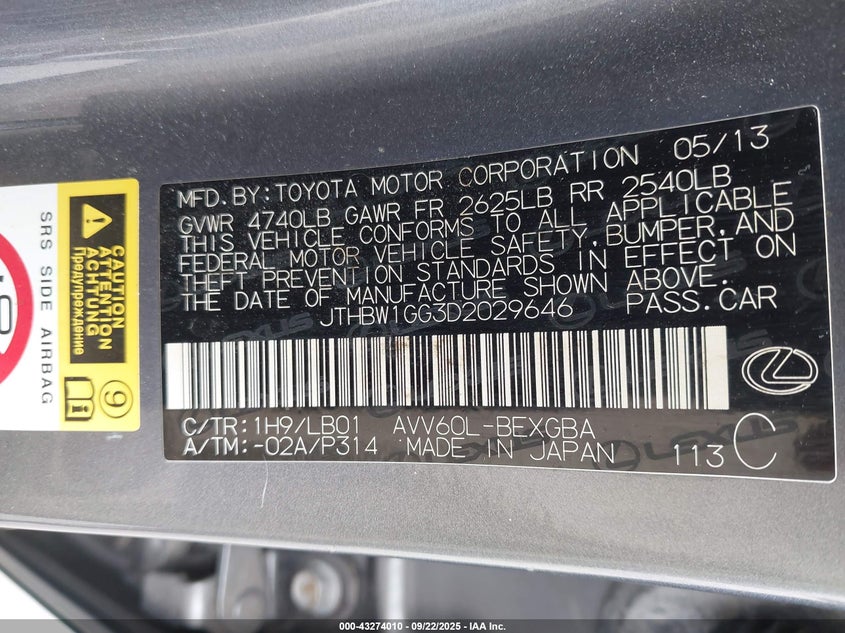 MFD. BY: TOYOTA MOTOR CORPORATION 05/13
GVWR 4740LB GAWR FR 2625LB RR 2540LB
THIS VEHICLE CONFORMS TO ALL APPLICABLE
FEDERAL MOTOR VEHICLE SAFETY, BUMPER, AND
THEFT PREVENTION STANDARDS IN EFFECT ON
THE DATE OF MANUFACTURE SHOWN ABOVE.
JTHBW1GG3D2029646 PASS. CAR
C/TR: 1H9/LB01 AVV60L-BEXGBA
A/TM: -02A/P314 MADE IN JAPAN 113 C
SRS SIDE AIRBAG
CAUTION
ATTENTION
ACHTUNG
Предупреждение
9
LEXUS
000-43274010 - 09/22/2025 - IAA Inc.